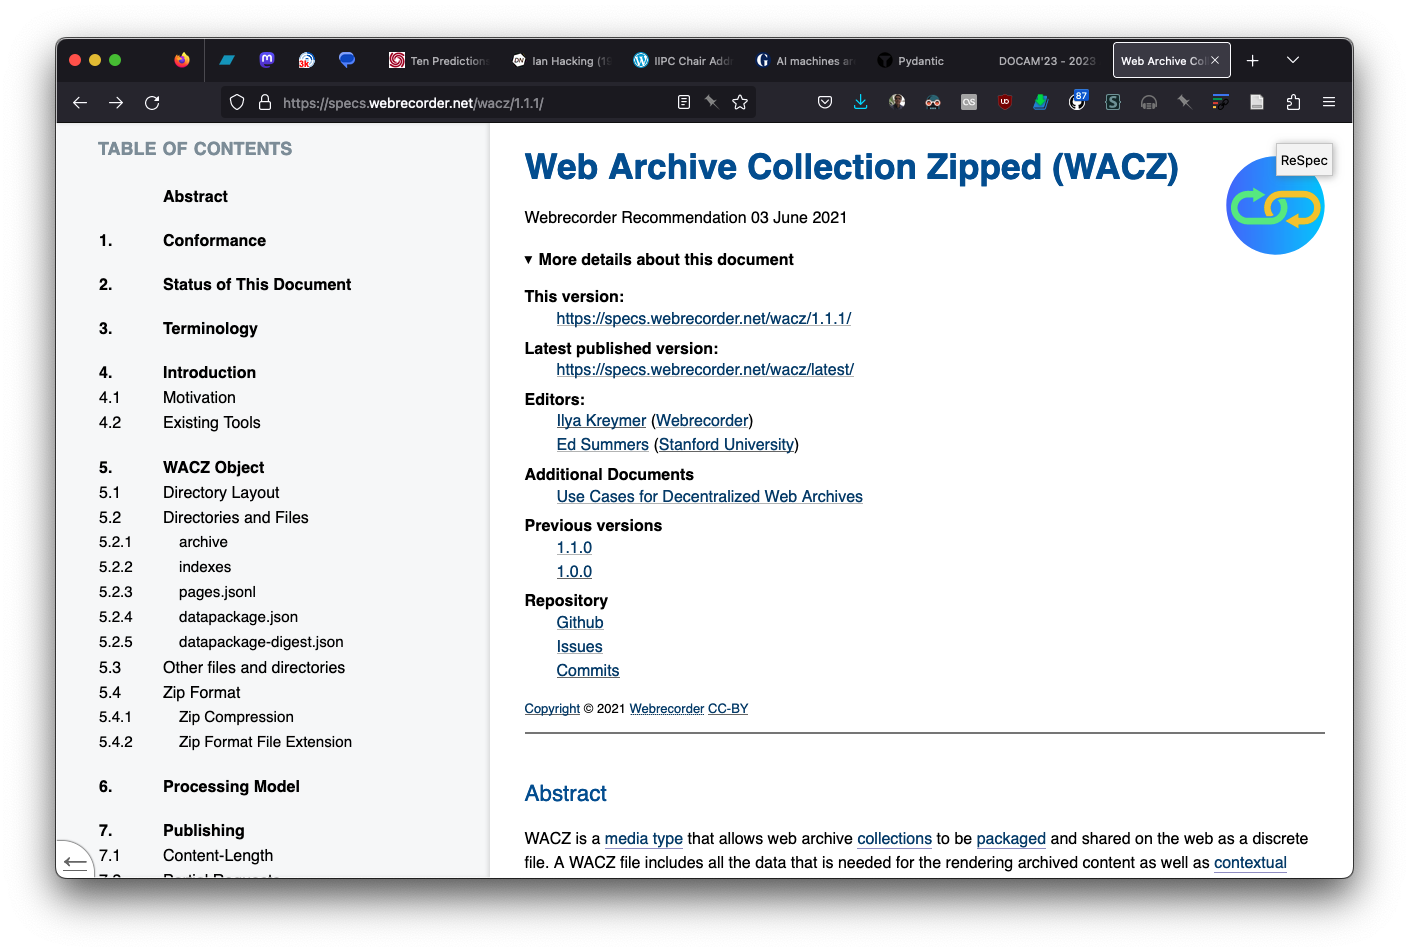 3k
Ten Predictions
Ian Hacking (19
IIPC Chair Add
AI machines ar
Pydantic
DOCAM'23 - 2023
Web Archive Col
https://specs.webrecorder.net/wacz/1.1.1/
87
TABLE OF CONTENTS
Abstract
1. Conformance
2. Status of This Document
3. Terminology
4. Introduction
4.1 Motivation
4.2 Existing Tools
5. WACZ Object
5.1 Directory Layout
5.2 Directories and Files
5.2.1 archive
5.2.2 indexes
5.2.3 pages.jsonl
5.2.4 datapackage.json
5.2.5 datapackage-digest.json
5.3 Other files and directories
5.4 Zip Format
5.4.1 Zip Compression
5.4.2 Zip Format File Extension
6. Processing Model
7. Publishing
7.1 Content-Length
Web Archive Collection Zipped (WACZ)
ReSpec
Webrecorder Recommendation 03 June 2021
▾ More details about this document
This version:
https://specs.webrecorder.net/wacz/1.1.1/
Latest published version:
https://specs.webrecorder.net/wacz/latest/
Editors:
Ilya Kreymer (Webrecorder)
Ed Summers (Stanford University)
Additional Documents
Use Cases for Decentralized Web Archives
Previous versions
1.1.0
1.0.0
Repository
Github
Issues
Commits
Copyright © 2021 Webrecorder CC-BY
Abstract
WACZ is a media type that allows web archive collections to be packaged and shared on the web as a discrete
file. A WACZ file includes all the data that is needed for the rendering archived content as well as contextual